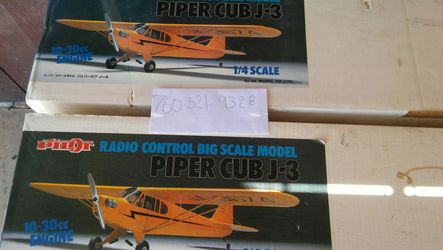 PIPER CUB J-3
10-30cc
ENGINE
1/4 SCALE
760-521-9328
PILOT
RADIO CONTROL BIG SCALE MODEL
PIPER CUB J-3
10-30cc
ENGINE